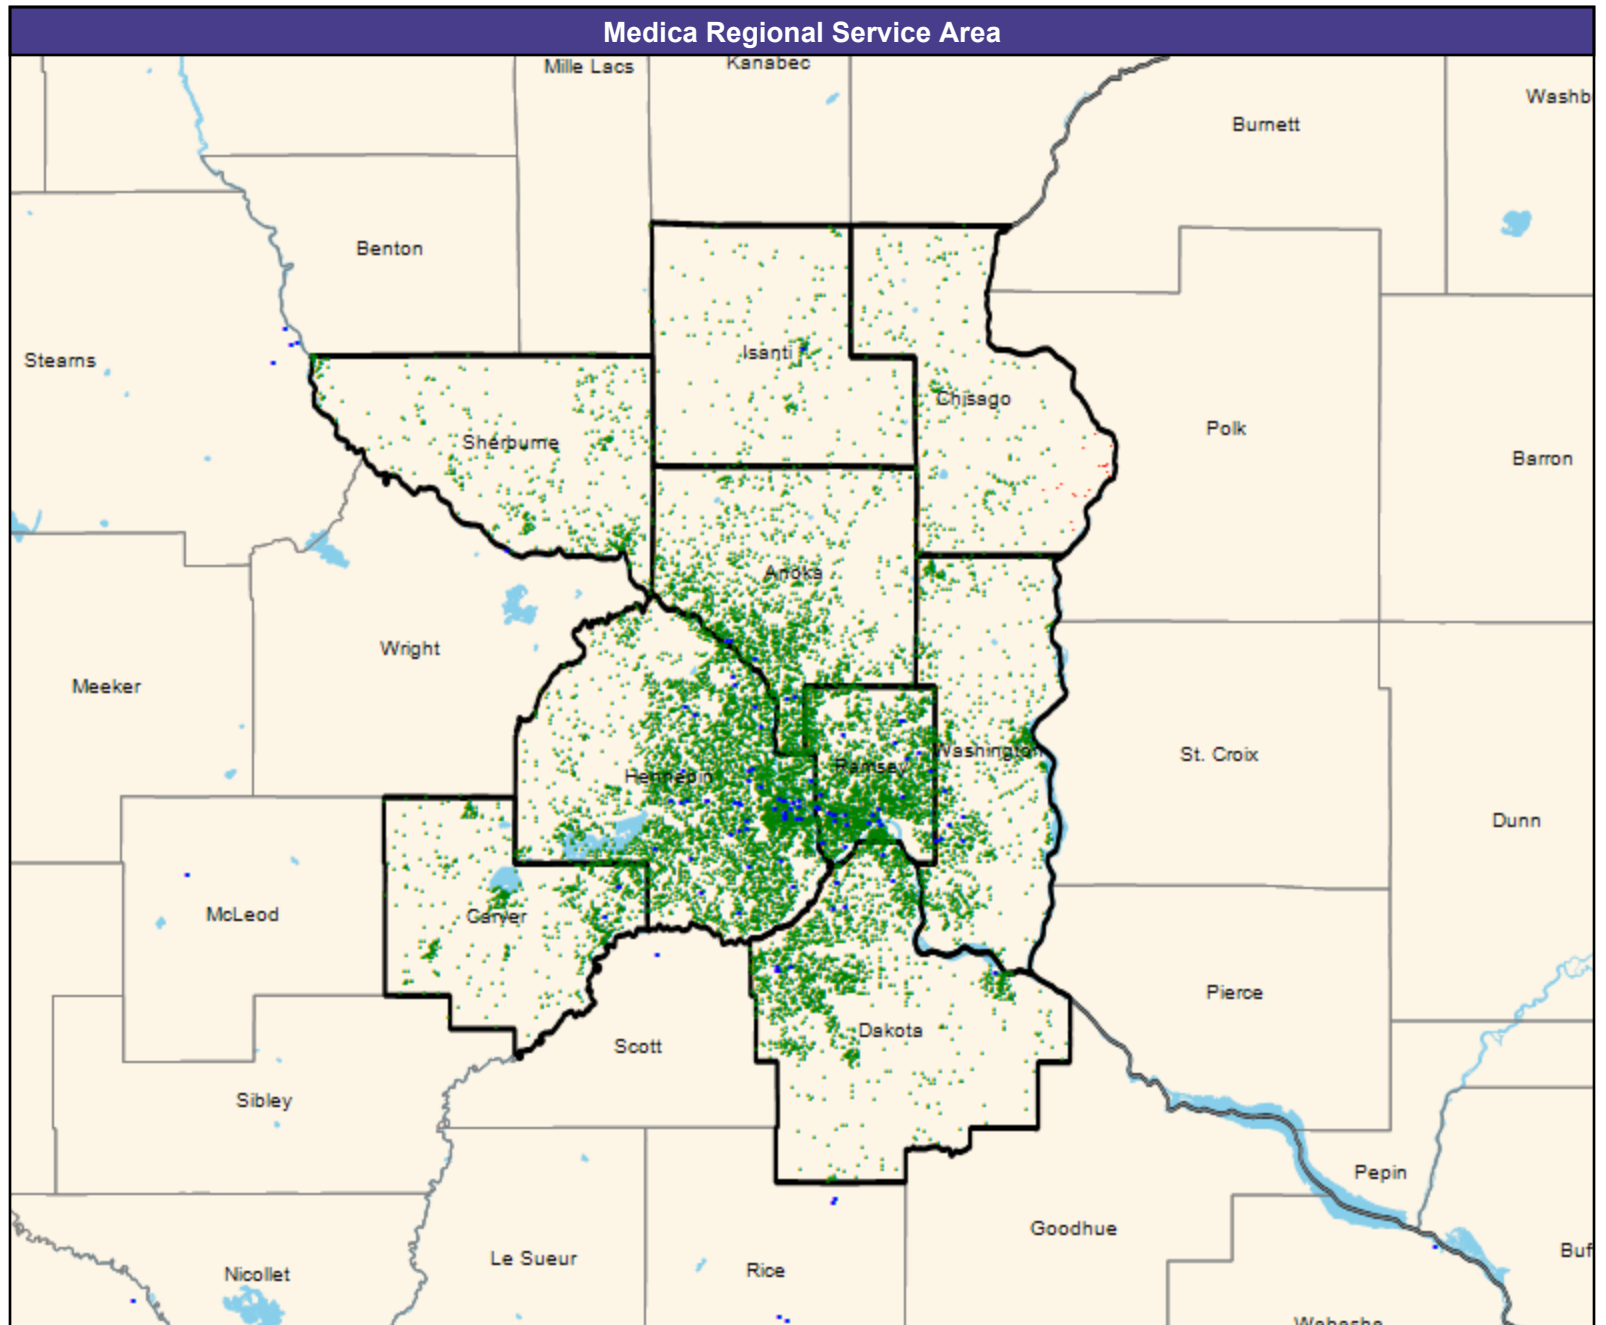 Medica Regional Service Area
Mille Lacs
Kanabec
Washb
Burnett
Benton
Stearns
Isanti
Chisago
Polk
Sherburne
Barron
Anoka
Wright
Meeker
Washington
St. Croix
Ramsey
Hennepin
Dunn
McLeod
Carver
Pierce
Dakota
Scott
Sibley
Pepin
Goodhue
Buf
Le Sueur
Rice
Nicollet
Wabasha